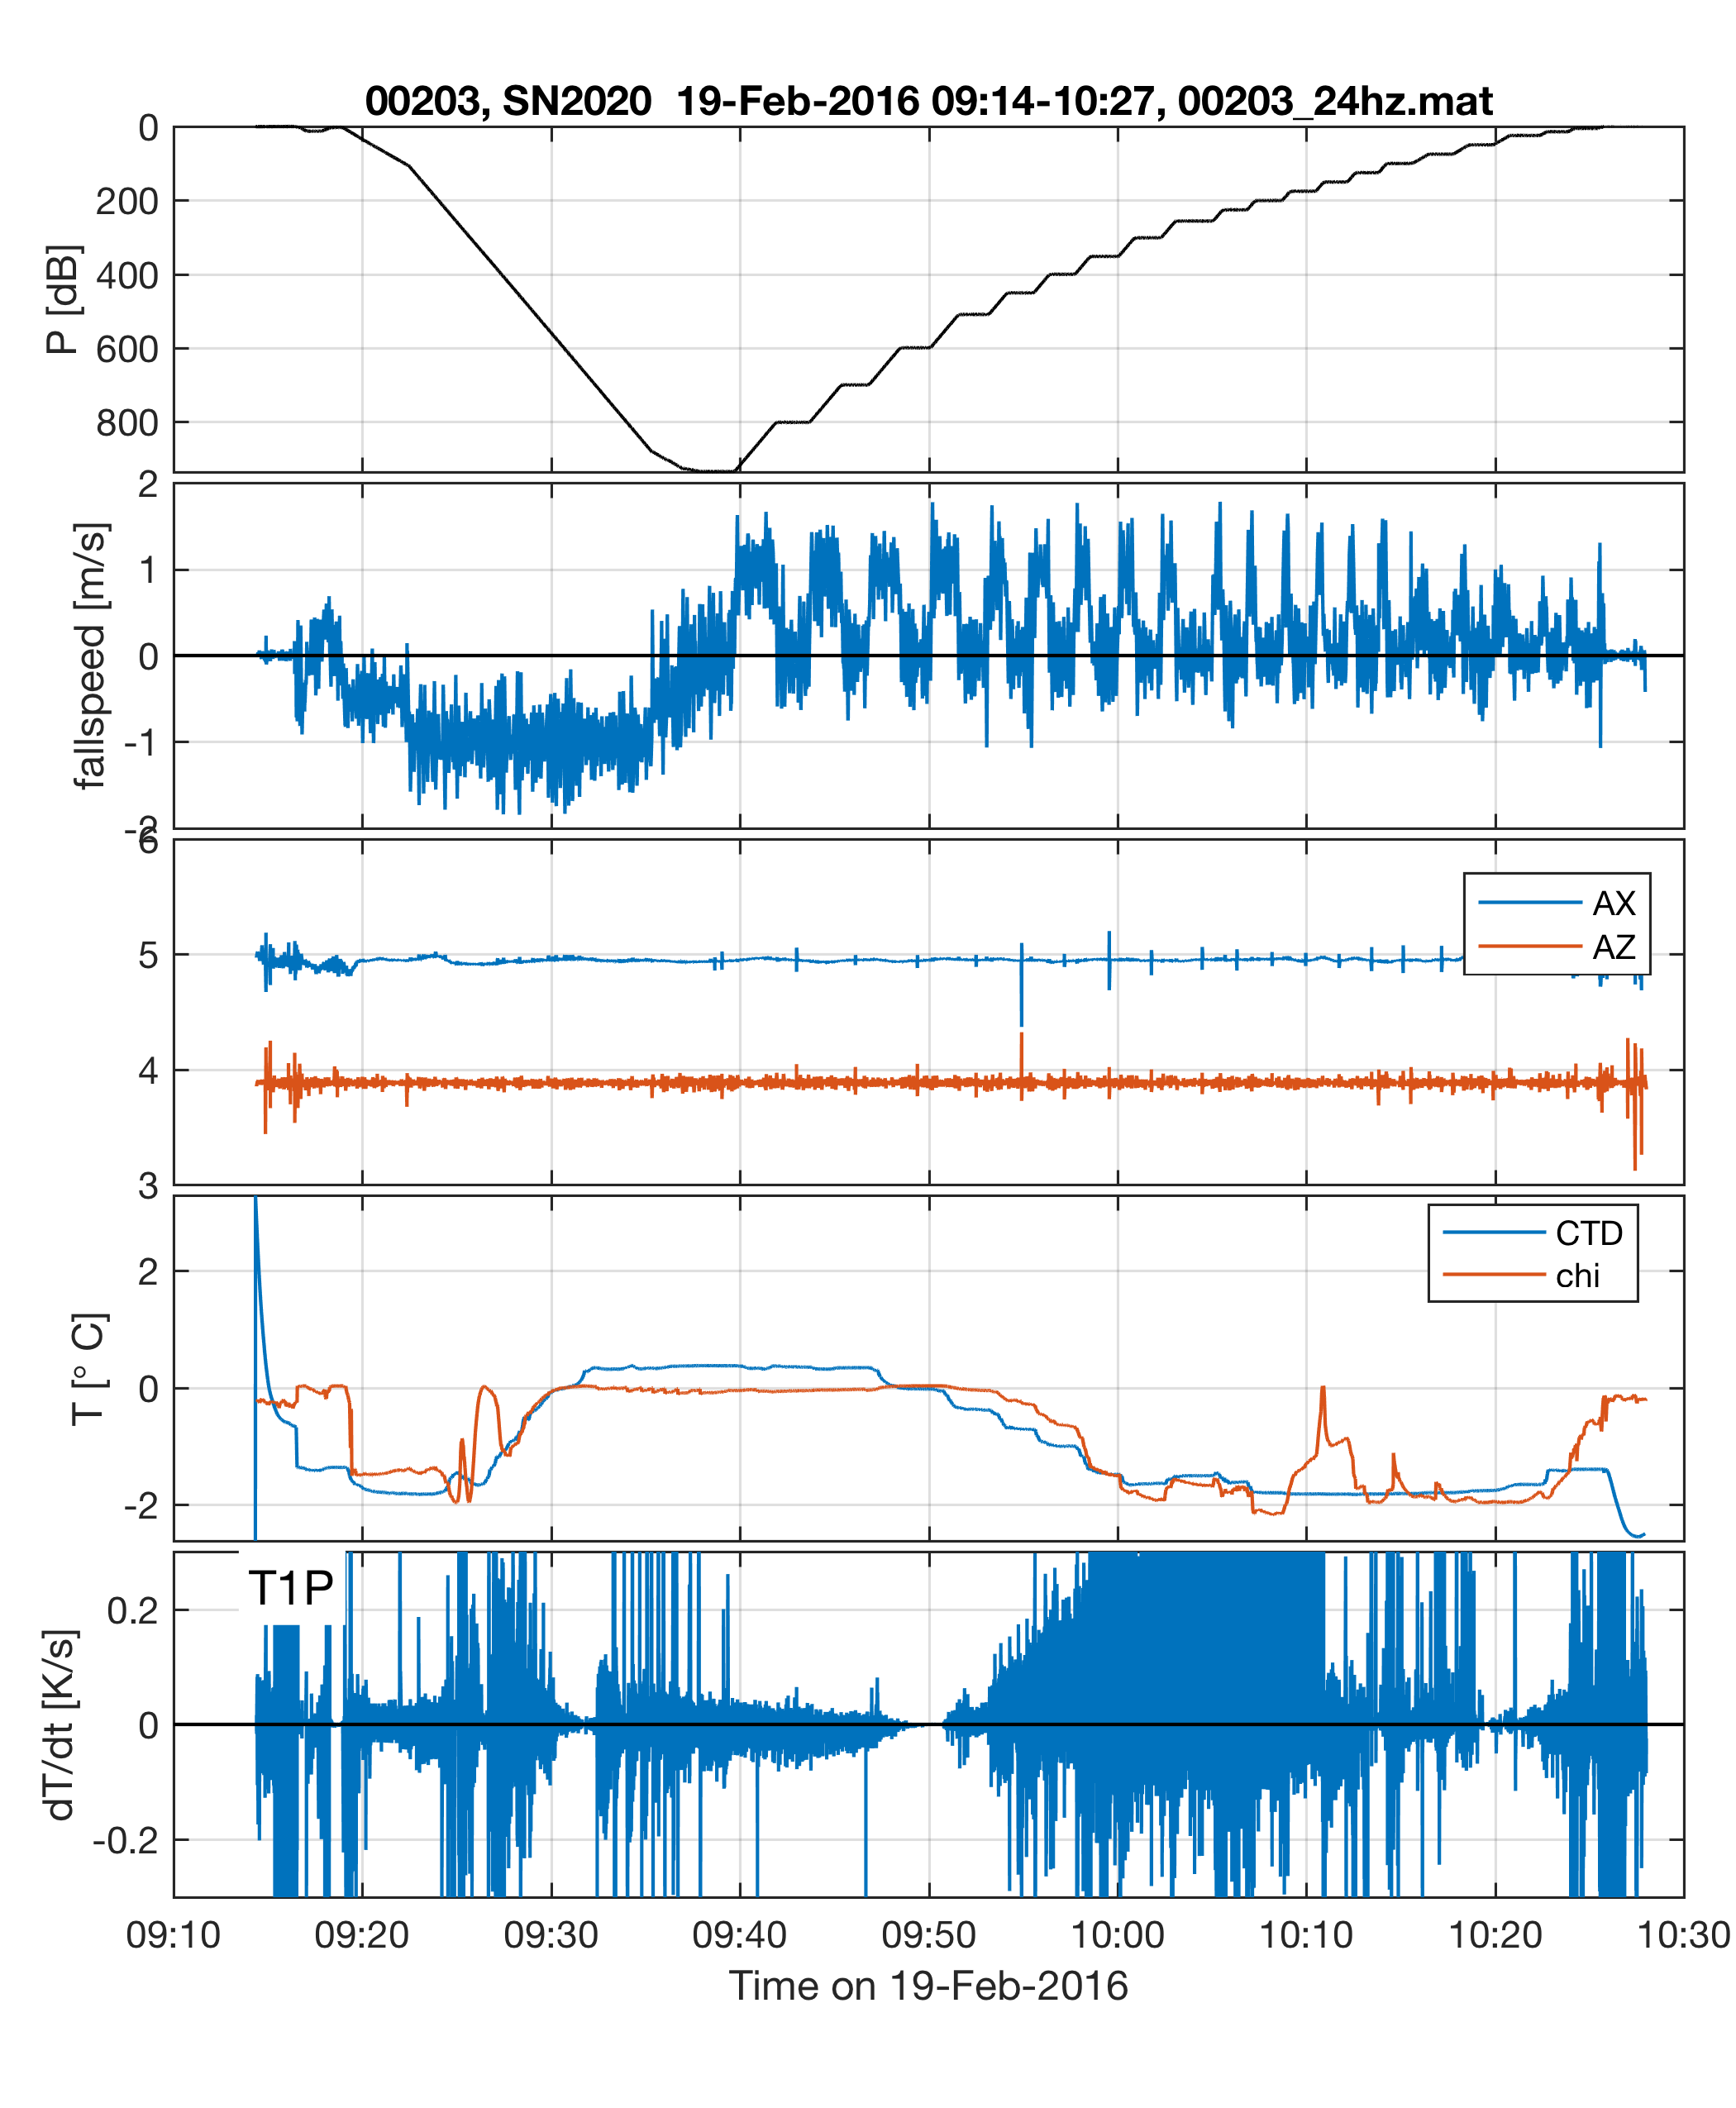 00203, SN2020  19-Feb-2016 09:14-10:27, 00203_24hz.mat
0
200
400
600
800
P [dB]
2
1
0
-1
-2
fallspeed [m/s]
6
5
4
3
AX
AZ
3
2
0
-2
T [° C]
CTD
chi
T1P
0.2
0
-0.2
dT/dt [K/s]
09:10 09:20 09:30 09:40 09:50 10:00 10:10 10:20 10:30
Time on 19-Feb-2016